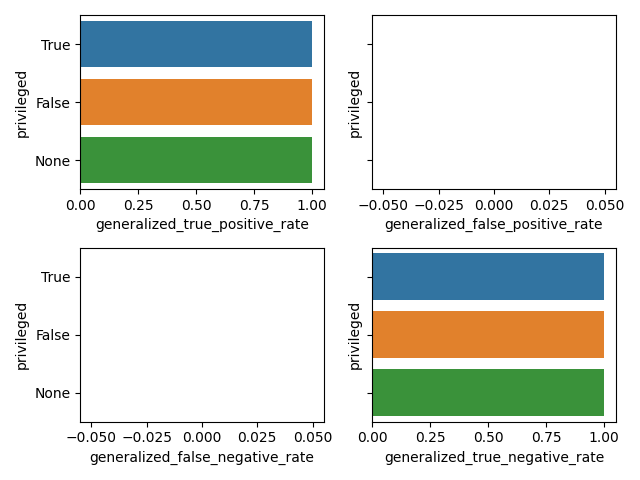 privileged
True
False
None
0.00 0.25 0.50 0.75 1.00
generalized_true_positive_rate
privileged
−0.050 −0.025 0.000 0.025 0.050
generalized_false_positive_rate
privileged
True
False
None
−0.050 −0.025 0.000 0.025 0.050
generalized_false_negative_rate
privileged
0.00 0.25 0.50 0.75 1.00
generalized_true_negative_rate